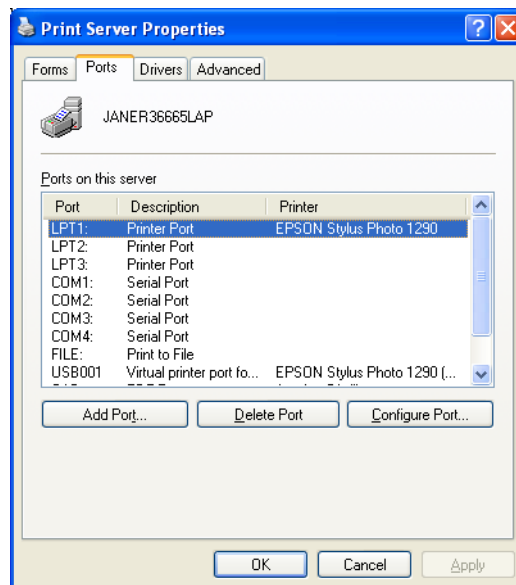 Print Server Properties
Forms Ports Drivers Advanced
JANER36665LAP
Ports on this server
Port Description Printer
LPT1: Printer Port EPSON Stylus Photo 1290
LPT2: Printer Port
LPT3: Printer Port
COM1: Serial Port
COM2: Serial Port
COM3: Serial Port
COM4: Serial Port
FILE: Print to File
USB001 Virtual printer port fo... EPSON Stylus Photo 1290 (...
Add Port... Delete Port Configure Port...
OK Cancel Apply